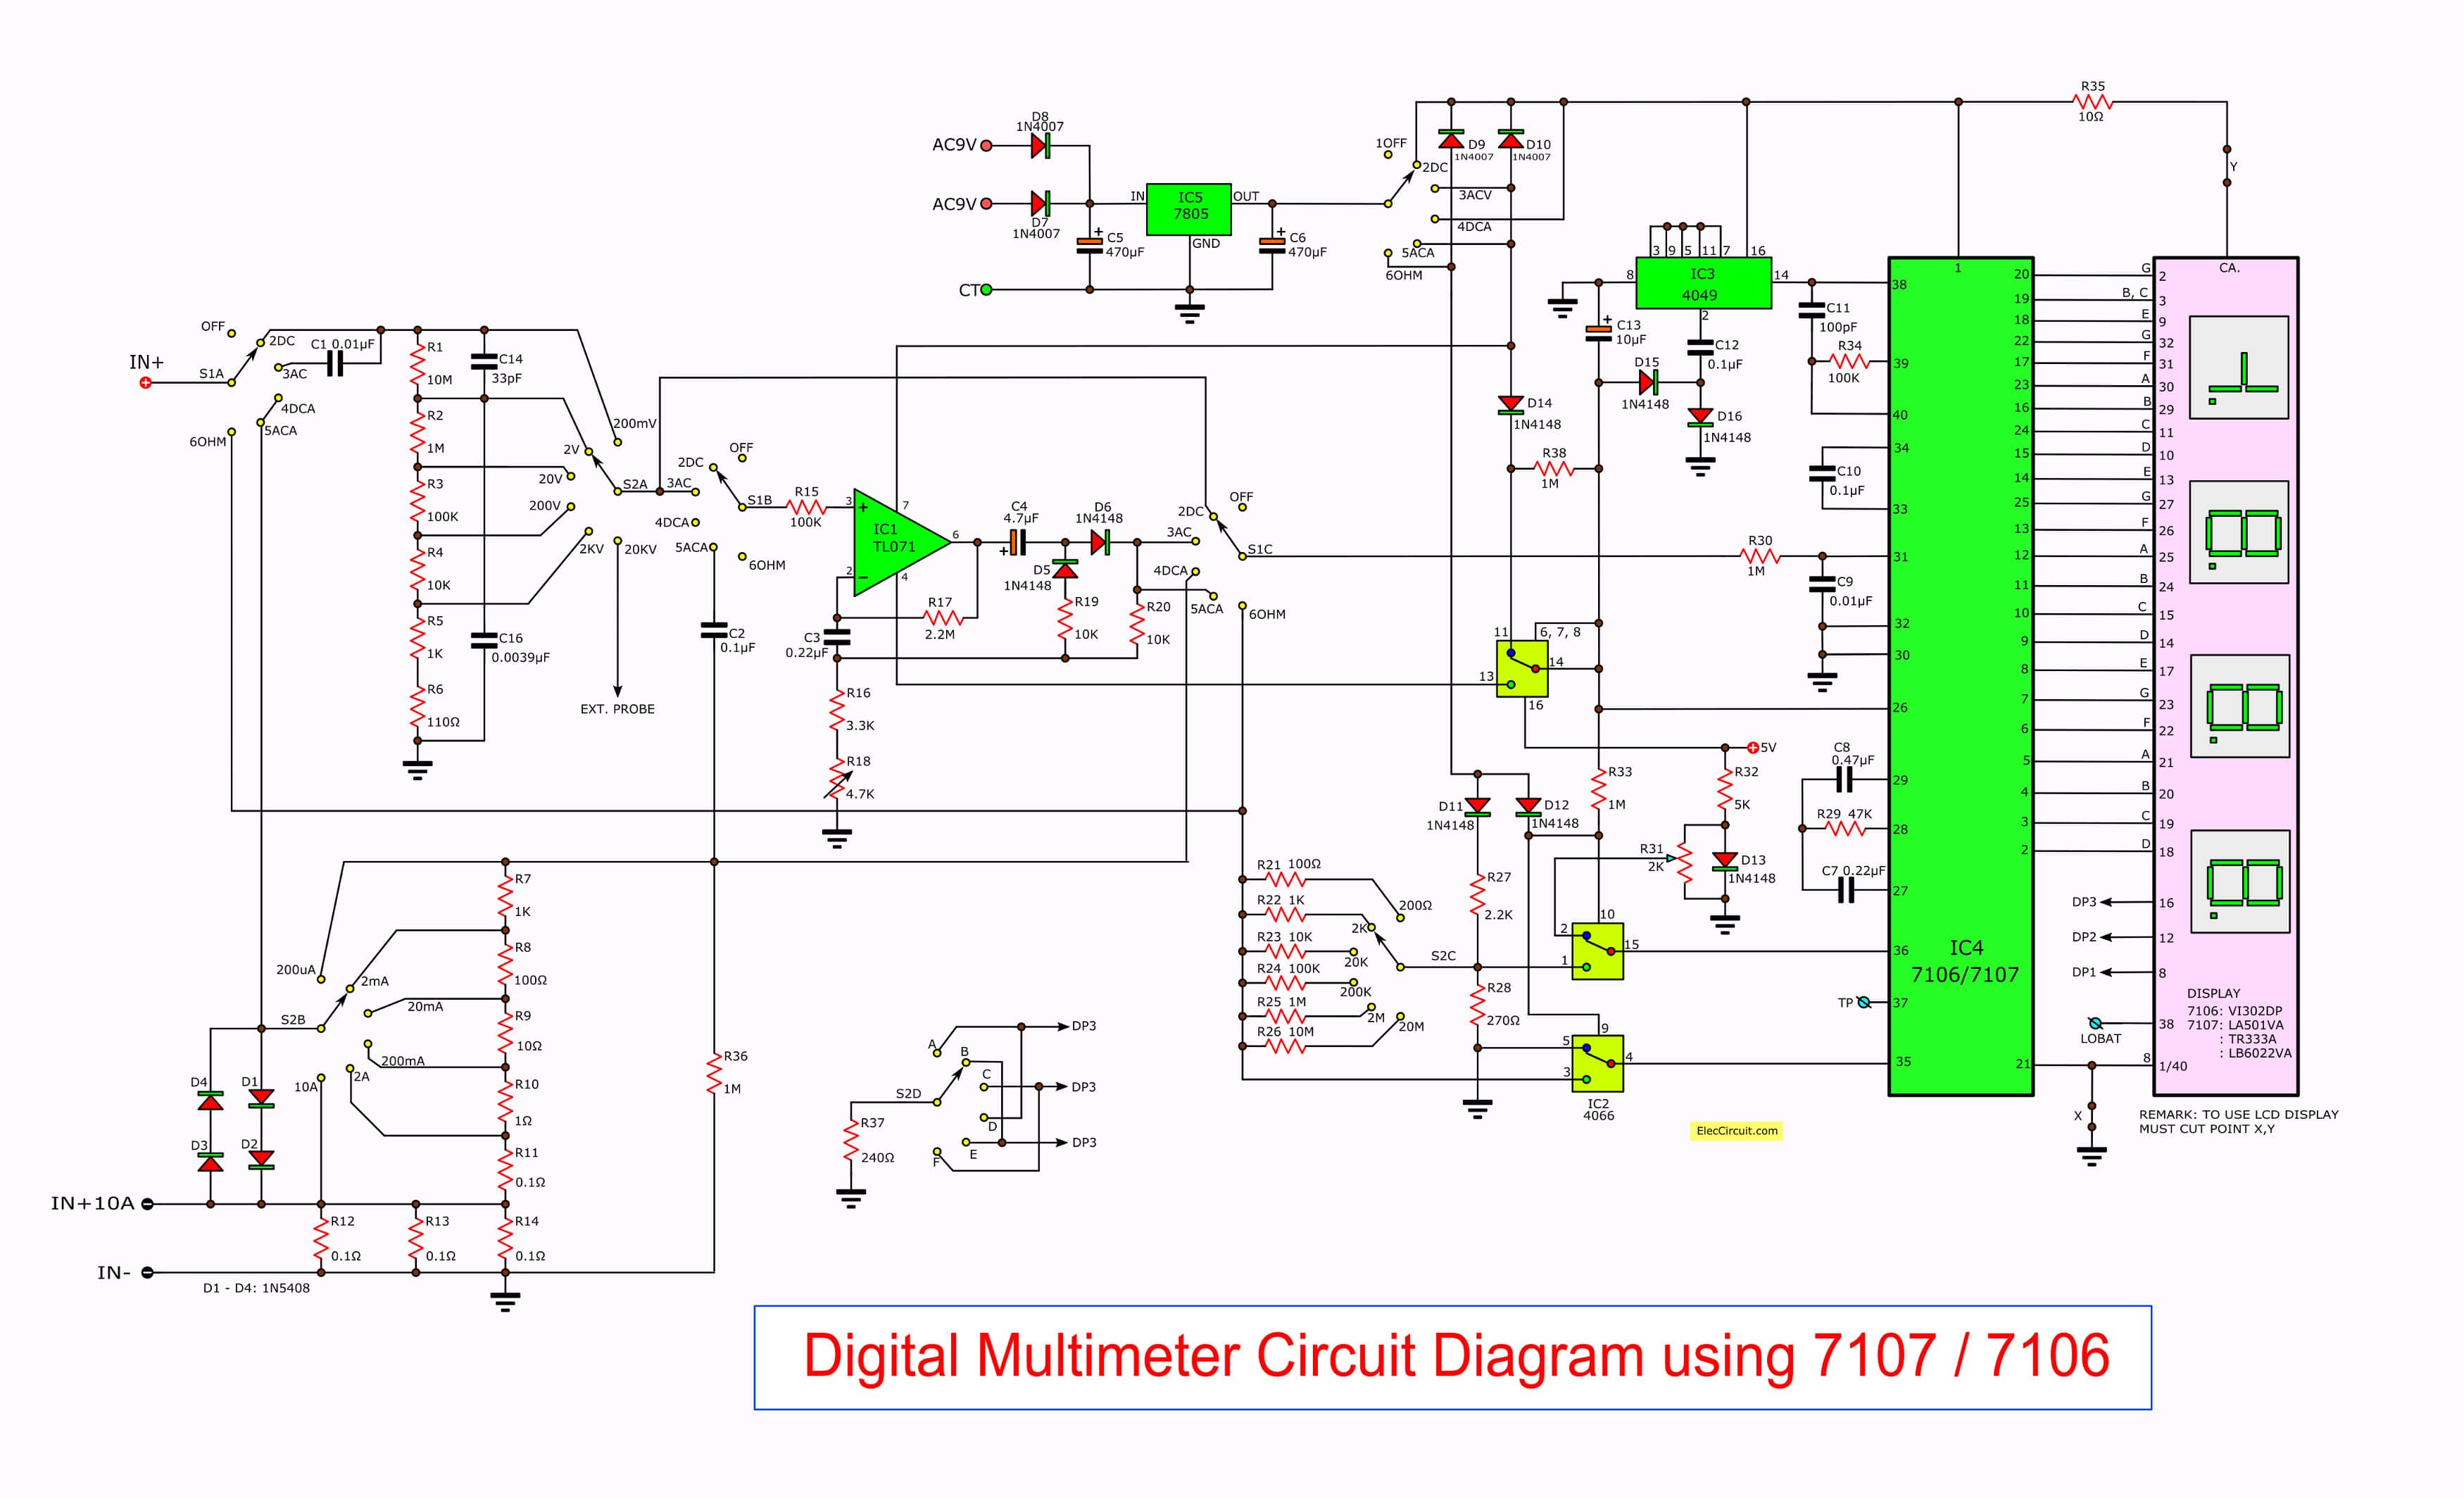 D8
1N4007
AC9V
AC9V
D7
1N4007
IN
IC5
7805
OUT
GND
+
C5
470µF
+
C6
470µF
CT
1OFF
2DC
3ACV
4DCA
5ACA
6OHM
D9
1N4007
D10
1N4007
R35
10Ω
Y
3 9 5 11 7 16
8
IC3
4049
14
2
+
C13
10µF
C12
0.1µF
D15
1N4148
D16
1N4148
C11
100pF
R34
100K
D14
1N4148
R38
1M
OFF
IN+
S1A
2DC
C1 0.01µF
3AC
4DCA
5ACA
6OHM
R1
10M
R2
1M
R3
100K
R4
10K
R5
1K
R6
110Ω
C14
33pF
C16
0.0039µF
200mV
2V
20V
200V
2KV
20KV
S2A
EXT. PROBE
OFF
2DC
3AC
4DCA
5ACA
6OHM
S1B
R15
100K
3
+
7
IC1
TL071
6
2
−
4
C4
4.7µF
+
D6
1N4148
D5
1N4148
R19
10K
R20
10K
R17
2.2M
C3
0.22µF
R16
3.3K
R18
4.7K
C2
0.1µF
OFF
2DC
3AC
4DCA
5ACA
6OHM
S1C
R30
1M
C10
0.1µF
C9
0.01µF
11
6, 7, 8
14
13
16
5V
R33
1M
R32
5K
R31
2K
D13
1N4148
D11
1N4148
D12
1N4148
C8
0.47µF
R29 47K
C7 0.22µF
R27
2.2K
R28
270Ω
R21 100Ω
R22 1K
R23 10K
R24 100K
R25 1M
R26 10M
200Ω
2K
20K
200K
2M
20M
S2C
10
2
15
1
9
5
4
3
IC2
4066
TP
1
38
39
40
34
33
31
32
30
26
29
28
27
36
37
35
IC4
7106/7107
20
19
18
22
17
23
16
24
15
14
25
13
12
11
10
9
8
7
6
5
4
3
2
21
CA.
G 2
B, C 3
E 9
G 32
F 31
A 30
B 29
C 11
D 10
E 13
G 27
F 26
A 25
B 24
C 15
D 14
E 17
G 23
F 22
A 21
B 20
C 19
D 18
DP3 16
DP2 12
DP1 8
LOBAT
38
8
1/40
DISPLAY
7106: VI302DP
7107: LA501VA
: TR333A
: LB6022VA
X
REMARK: TO USE LCD DISPLAY
MUST CUT POINT X,Y
ElecCircuit.com
R7
1K
R8
100Ω
R9
10Ω
R10
1Ω
R11
0.1Ω
200uA
2mA
20mA
200mA
2A
10A
S2B
D4
D1
D3
D2
IN+10A
R12
0.1Ω
R13
0.1Ω
R14
0.1Ω
IN-
D1 - D4: 1N5408
R36
1M
A
B
C
D
E
F
S2D
R37
240Ω
DP3
DP3
DP3
Digital Multimeter Circuit Diagram using 7107 / 7106